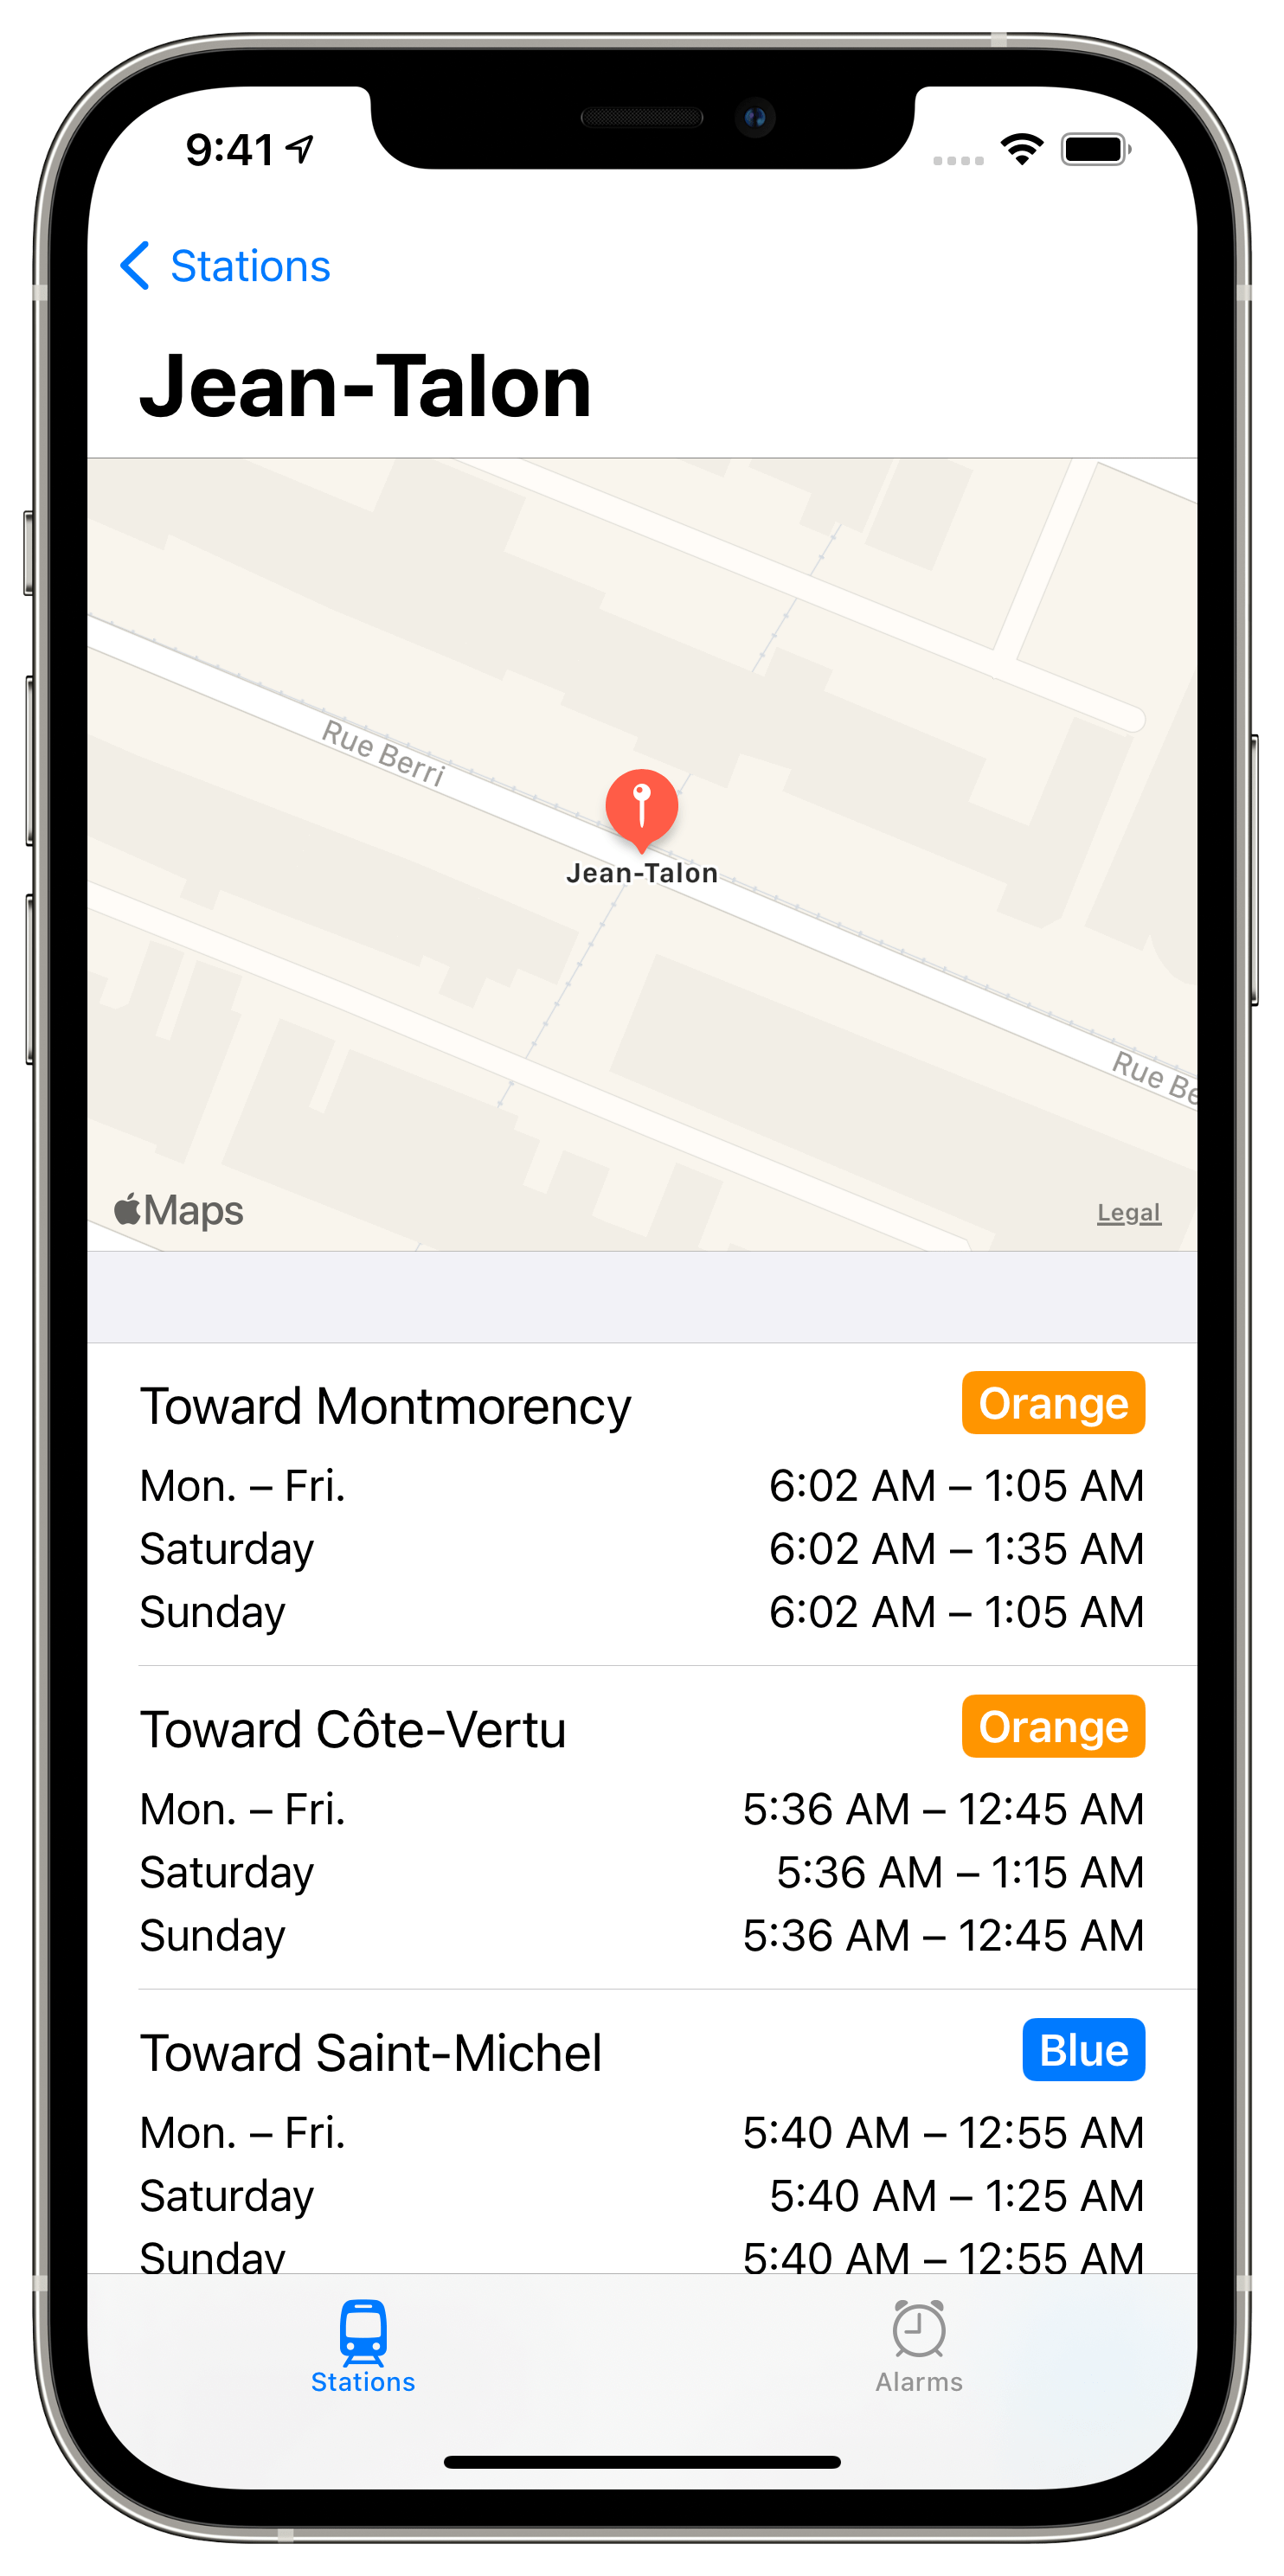 9:41
Stations
Jean-Talon
Rue Berri
Jean-Talon
Rue Be
Maps
Legal
Toward Montmorency Orange
Mon. – Fri. 6:02 AM – 1:05 AM
Saturday 6:02 AM – 1:35 AM
Sunday 6:02 AM – 1:05 AM
Toward Côte-Vertu Orange
Mon. – Fri. 5:36 AM – 12:45 AM
Saturday 5:36 AM – 1:15 AM
Sunday 5:36 AM – 12:45 AM
Toward Saint-Michel Blue
Mon. – Fri. 5:40 AM – 12:55 AM
Saturday 5:40 AM – 1:25 AM
Sunday 5:40 AM – 12:55 AM
Stations Alarms